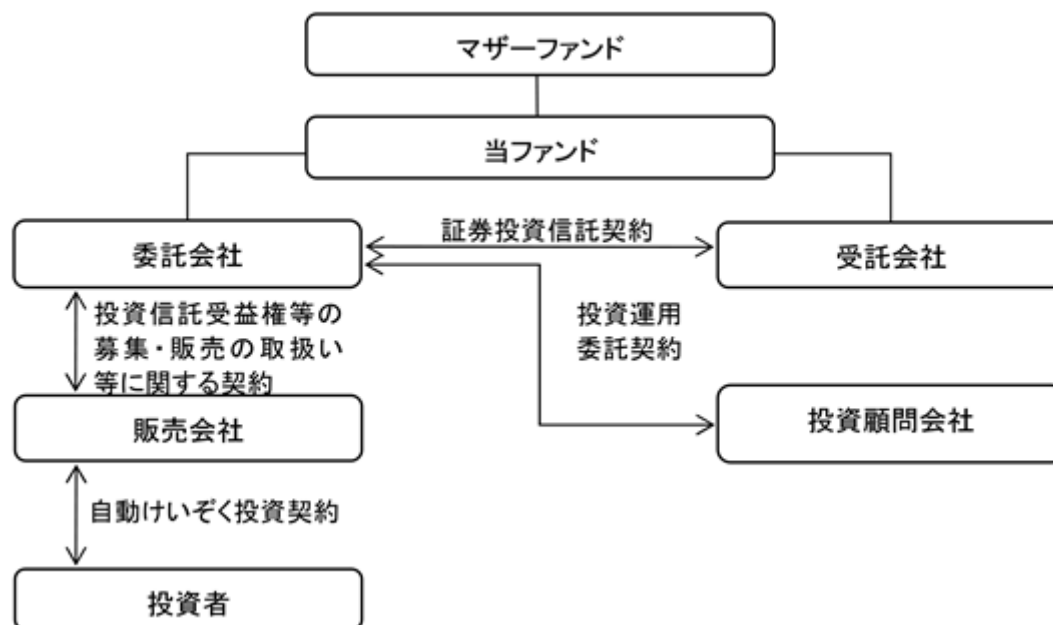 マザーファンド
当ファンド
証券投資信託契約
委託会社
受託会社
投資信託受益権等の
募集・販売の取扱い
等に関する契約
投資運用
委託契約
販売会社
投資顧問会社
自動けいぞく投資契約
投資者